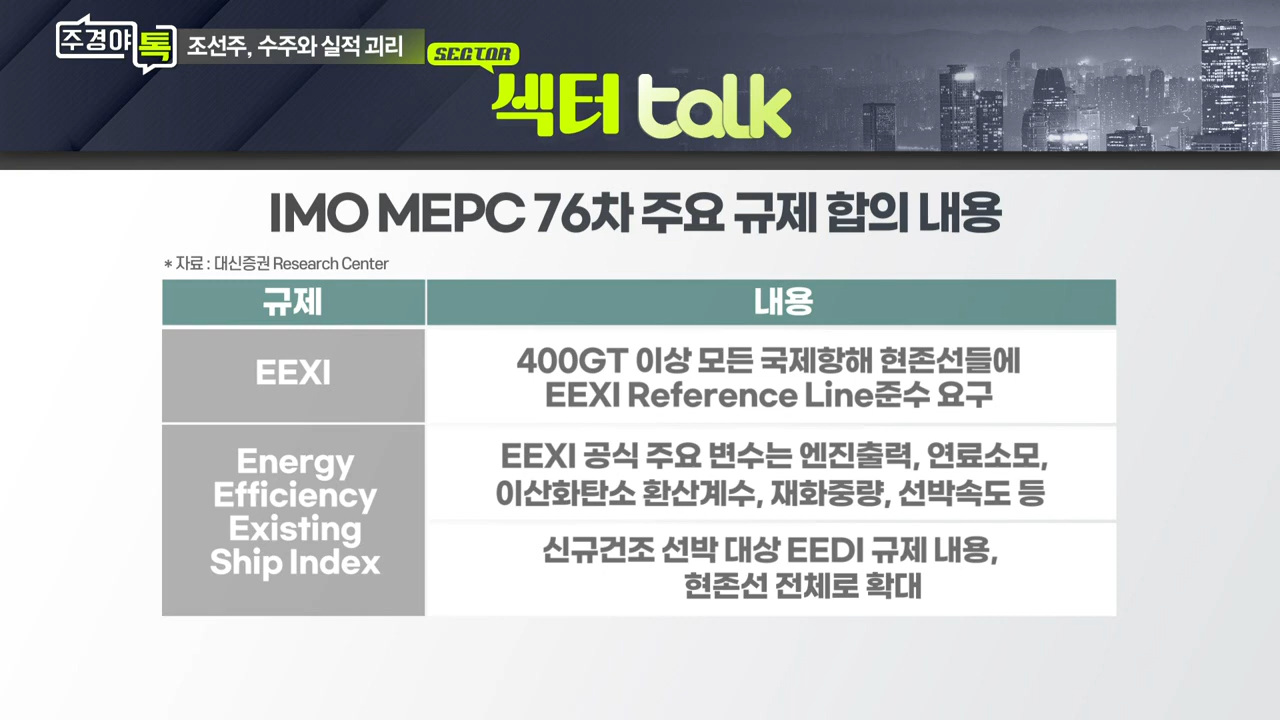 주경야톡
조선주, 수주와 실적 괴리
SECTOR
섹터 talk
IMO MEPC 76차 주요 규제 합의 내용
* 자료 : 대신증권 Research Center
규제
내용
EEXI
400GT 이상 모든 국제항해 현존선들에
EEXI Reference Line준수 요구
Energy
Efficiency
Existing
Ship Index
EEXI 공식 주요 변수는 엔진출력, 연료소모,
이산화탄소 환산계수, 재화중량, 선박속도 등
신규건조 선박 대상 EEDI 규제 내용,
현존선 전체로 확대